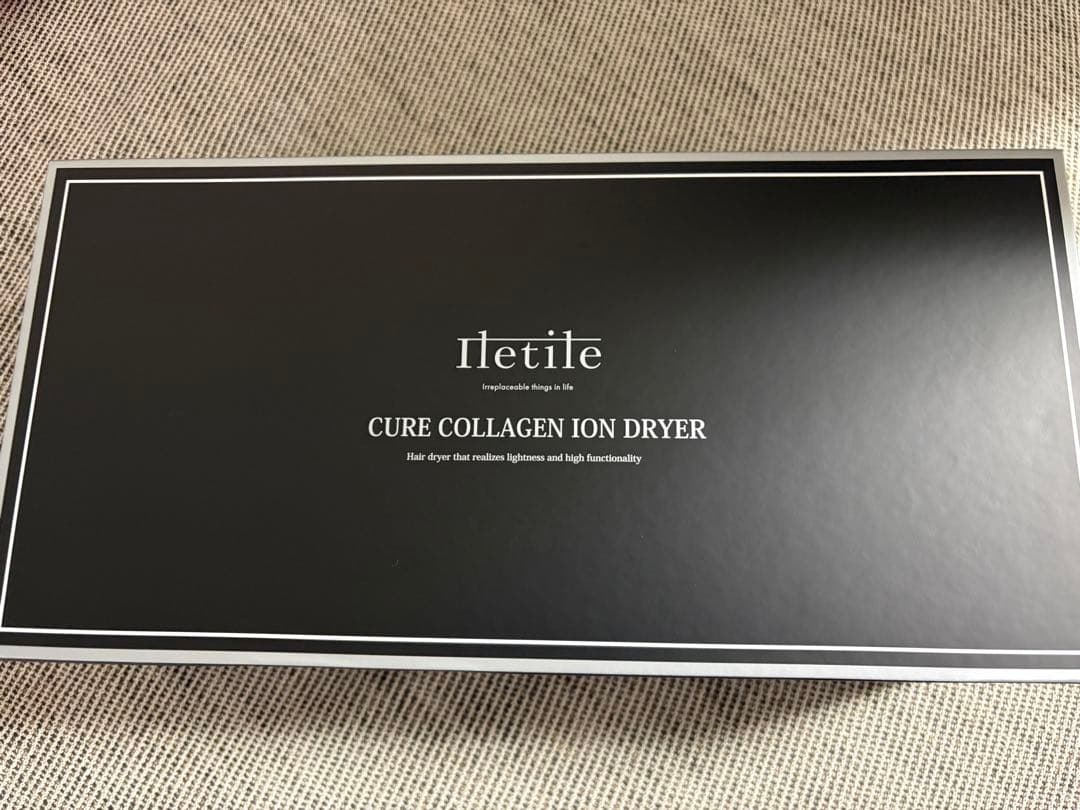 Iletile
Irreplaceable things in life
CURE COLLAGEN ION DRYER
Hair dryer that realizes lightness and high functionality